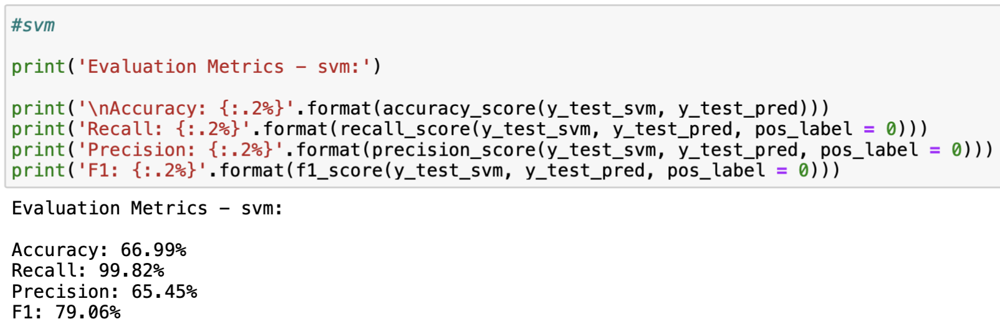 #svm
print('Evaluation Metrics - svm:')
print('\nAccuracy: {:.2%}'.format(accuracy_score(y_test_svm, y_test_pred)))
print('Recall: {:.2%}'.format(recall_score(y_test_svm, y_test_pred, pos_label = 0)))
print('Precision: {:.2%}'.format(precision_score(y_test_svm, y_test_pred, pos_label = 0)))
print('F1: {:.2%}'.format(f1_score(y_test_svm, y_test_pred, pos_label = 0)))
Evaluation Metrics - svm:
Accuracy: 66.99%
Recall: 99.82%
Precision: 65.45%
F1: 79.06%